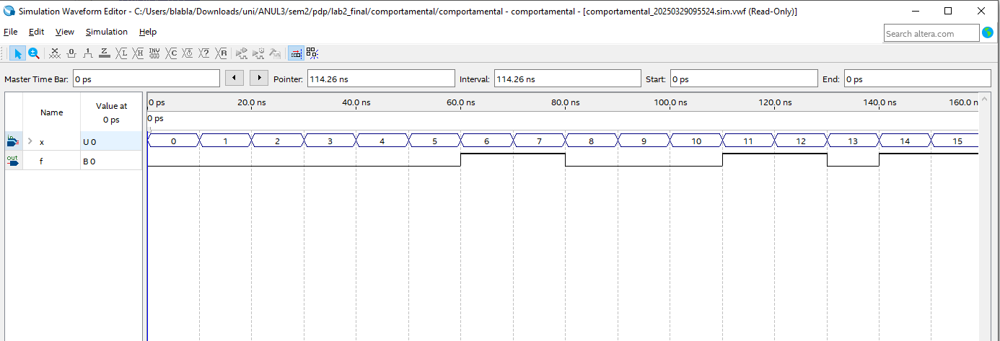 Simulation Waveform Editor - C:/Users/blabla/Downloads/uni/ANUL3/sem2/pdp/lab2_final/comportamental/comportamental - comportamental - [comportamental_20250329095524.sim.vwf (Read-Only)]
File Edit View Simulation Help
Search altera.com
Master Time Bar: 0 ps Pointer: 114.26 ns Interval: 114.26 ns Start: 0 ps End: 0 ps
Name Value at 0 ps
0 ps 20.0 ns 40.0 ns 60.0 ns 80.0 ns 100.0 ns 120.0 ns 140.0 ns 160.0 n
0 ps
in x U 0 0 1 2 3 4 5 6 7 8 9 10 11 12 13 14 15
out f B 0